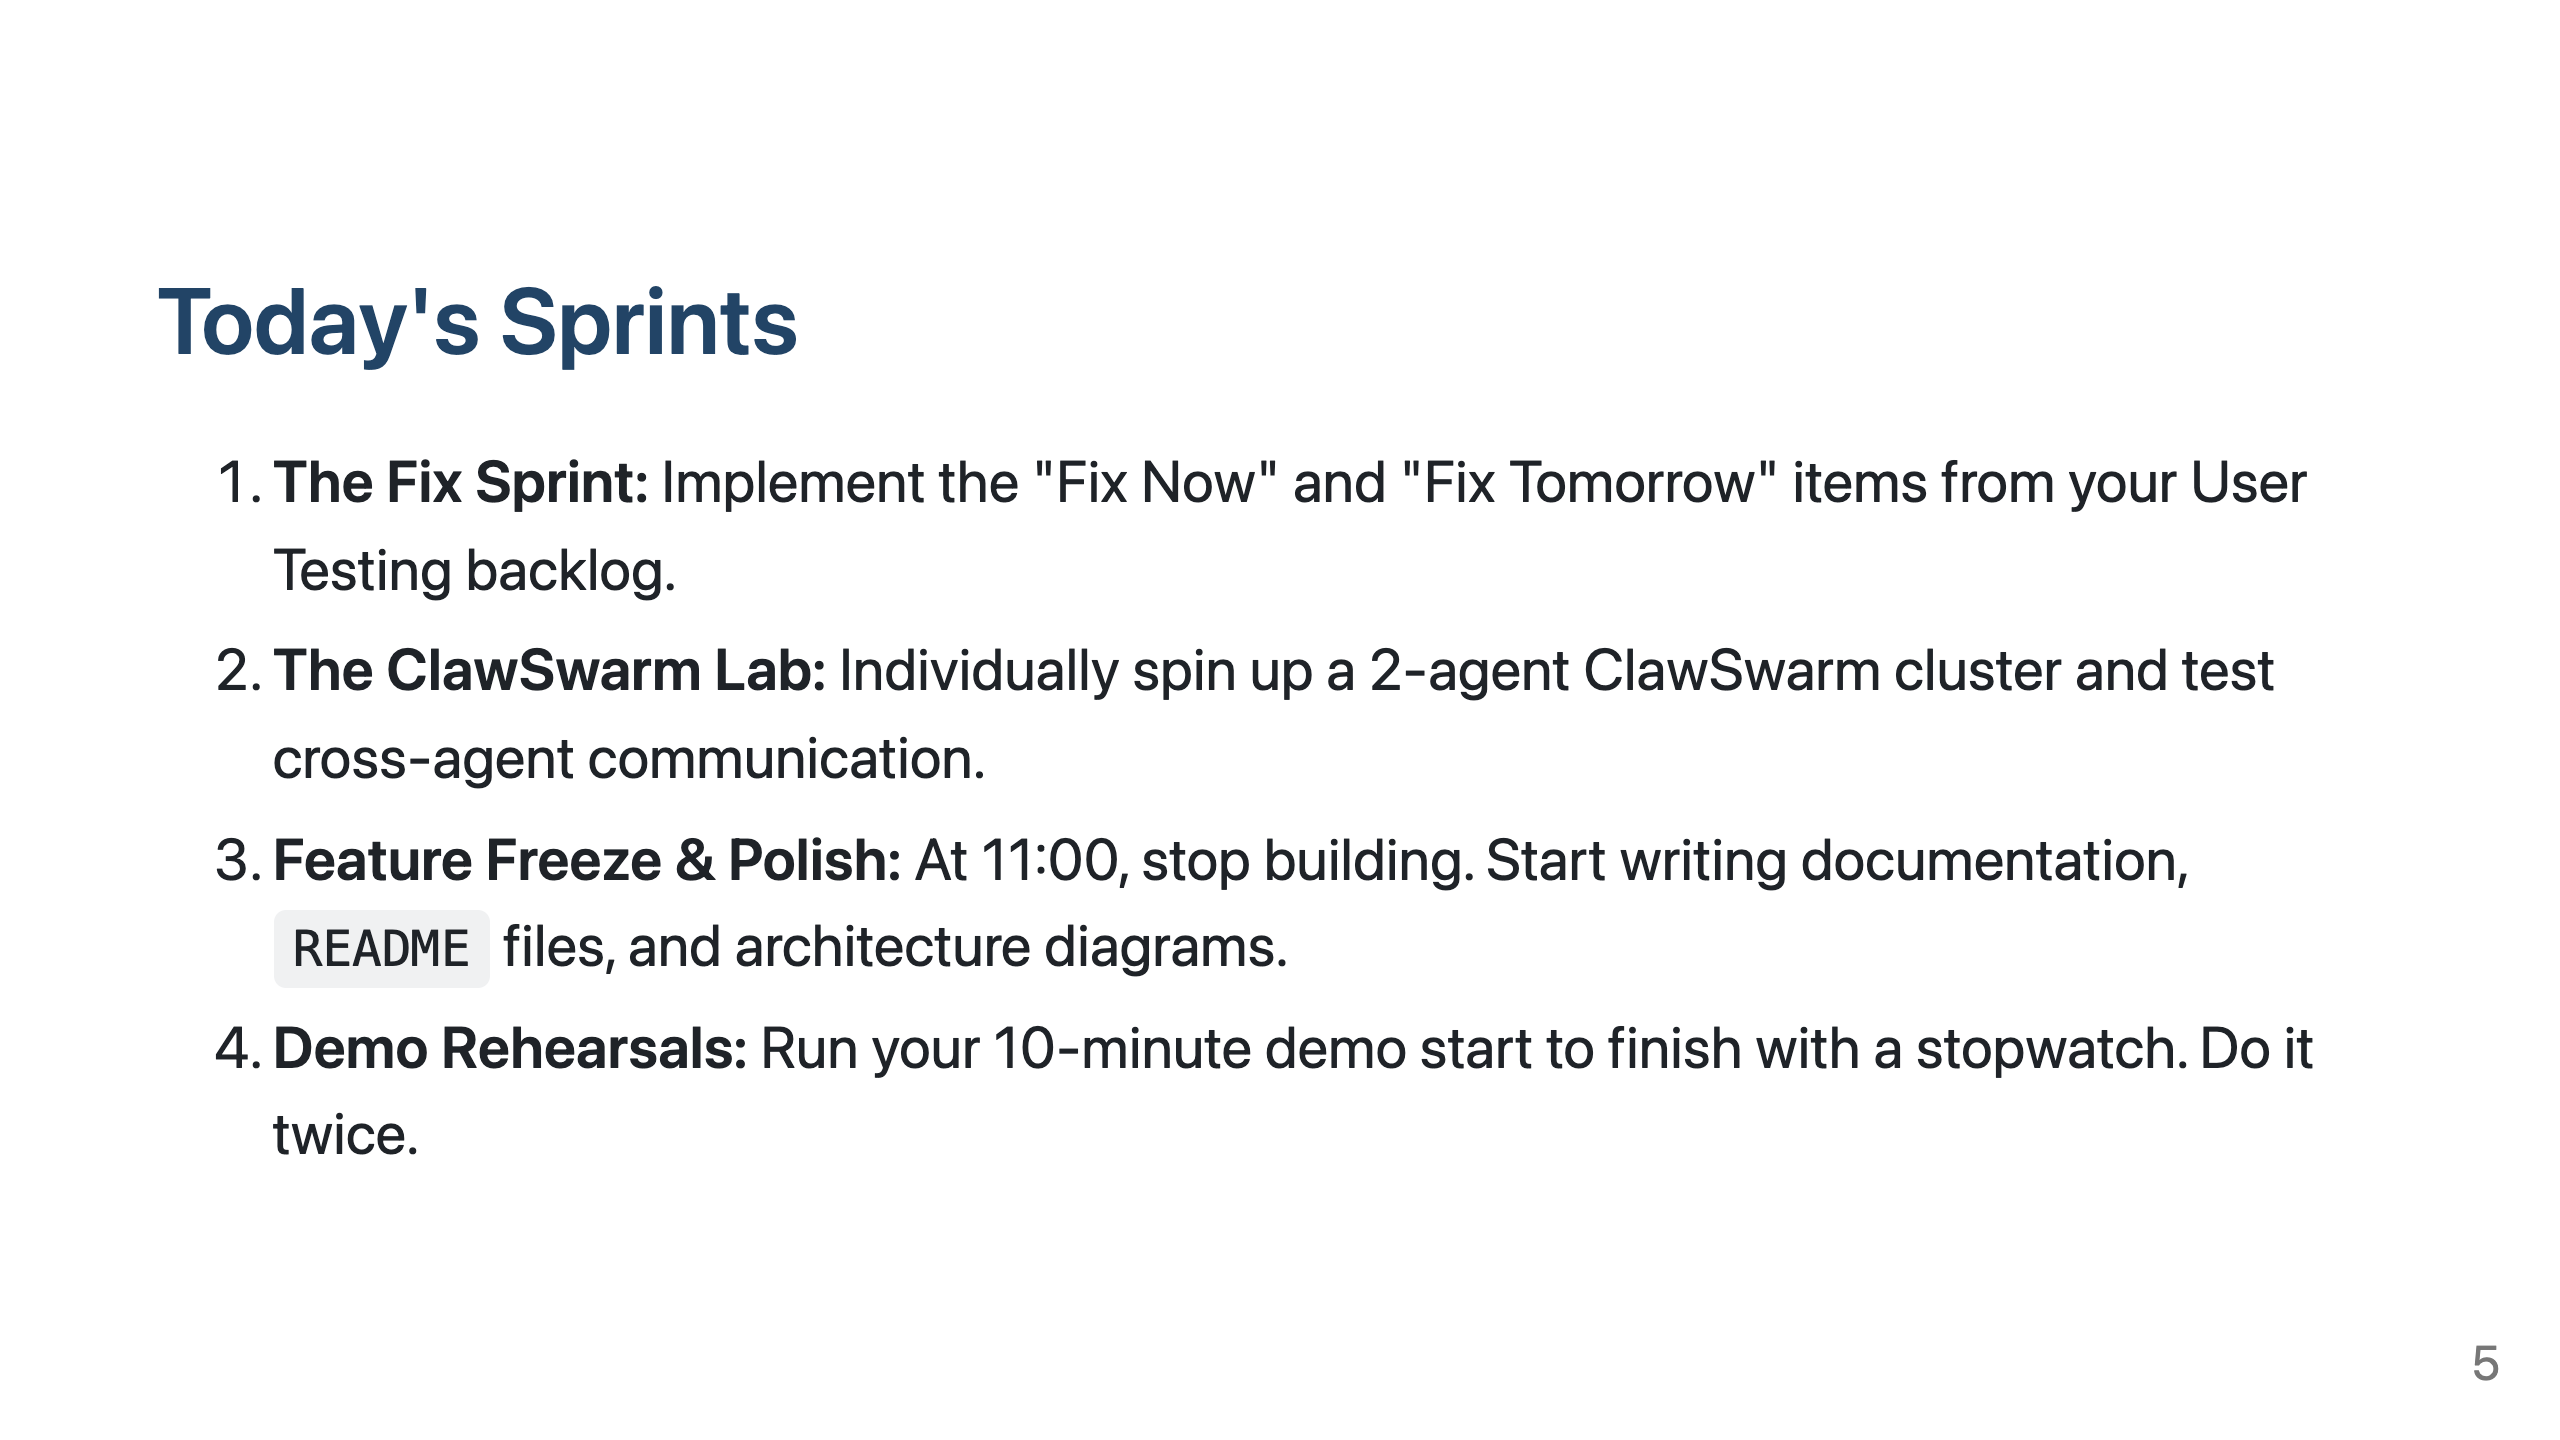 Today's Sprints
1. The Fix Sprint: Implement the "Fix Now" and "Fix Tomorrow" items from your User
Testing backlog.
2. The ClawSwarm Lab: Individually spin up a 2-agent ClawSwarm cluster and test
cross-agent communication.
3. Feature Freeze & Polish: At 11:00, stop building. Start writing documentation,
README files, and architecture diagrams.
4. Demo Rehearsals: Run your 10-minute demo start to finish with a stopwatch. Do it
twice.
5